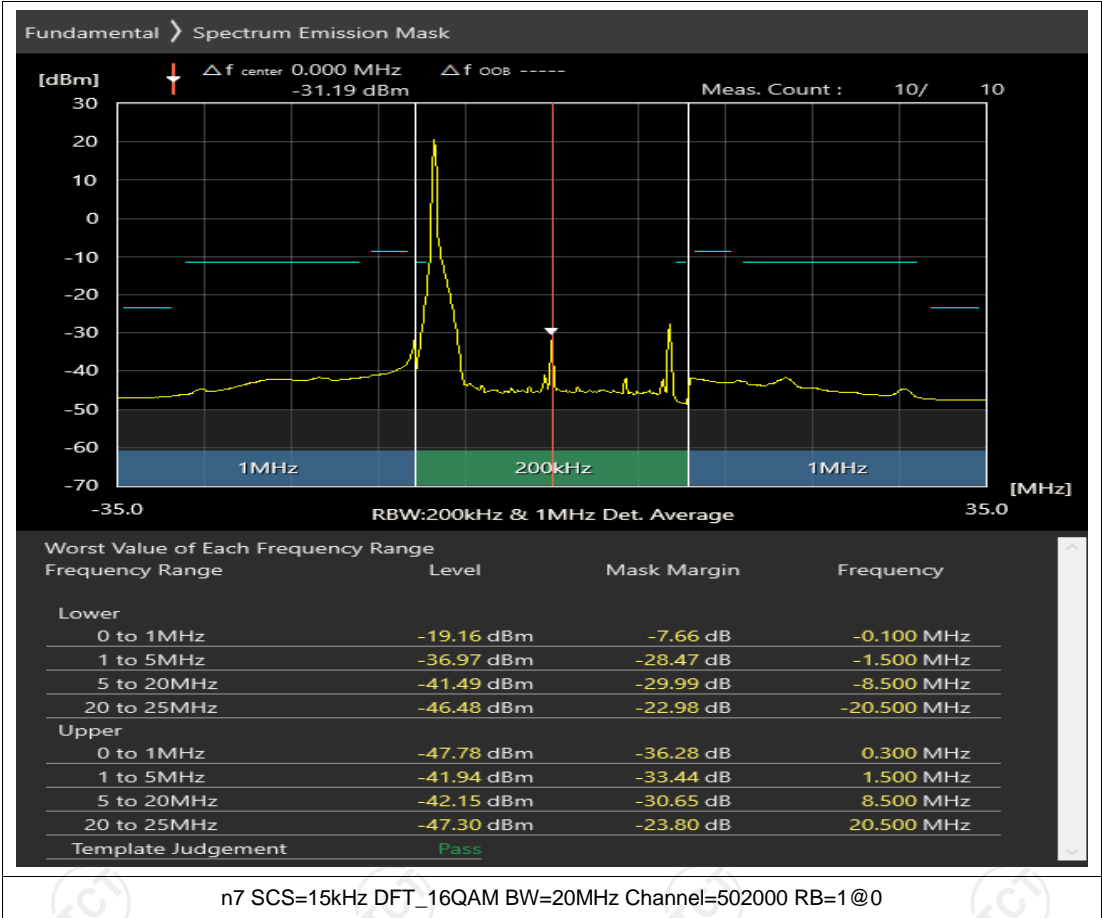 Fundamental ❯ Spectrum Emission Mask
[dBm] △f center 0.000 MHz △f OOB -----
-31.19 dBm Meas. Count : 10/ 10
30
20
10
0
-10
-20
-30
-40
-50
-60
1MHz 200kHz 1MHz
-70
[MHz]
-35.0 RBW:200kHz & 1MHz Det. Average 35.0
Worst Value of Each Frequency Range
Frequency Range Level Mask Margin Frequency
Lower
0 to 1MHz -19.16 dBm -7.66 dB -0.100 MHz
1 to 5MHz -36.97 dBm -28.47 dB -1.500 MHz
5 to 20MHz -41.49 dBm -29.99 dB -8.500 MHz
20 to 25MHz -46.48 dBm -22.98 dB -20.500 MHz
Upper
0 to 1MHz -47.78 dBm -36.28 dB 0.300 MHz
1 to 5MHz -41.94 dBm -33.44 dB 1.500 MHz
5 to 20MHz -42.15 dBm -30.65 dB 8.500 MHz
20 to 25MHz -47.30 dBm -23.80 dB 20.500 MHz
Template Judgement Pass
n7 SCS=15kHz DFT_16QAM BW=20MHz Channel=502000 RB=1@0
TCT TCT TCT